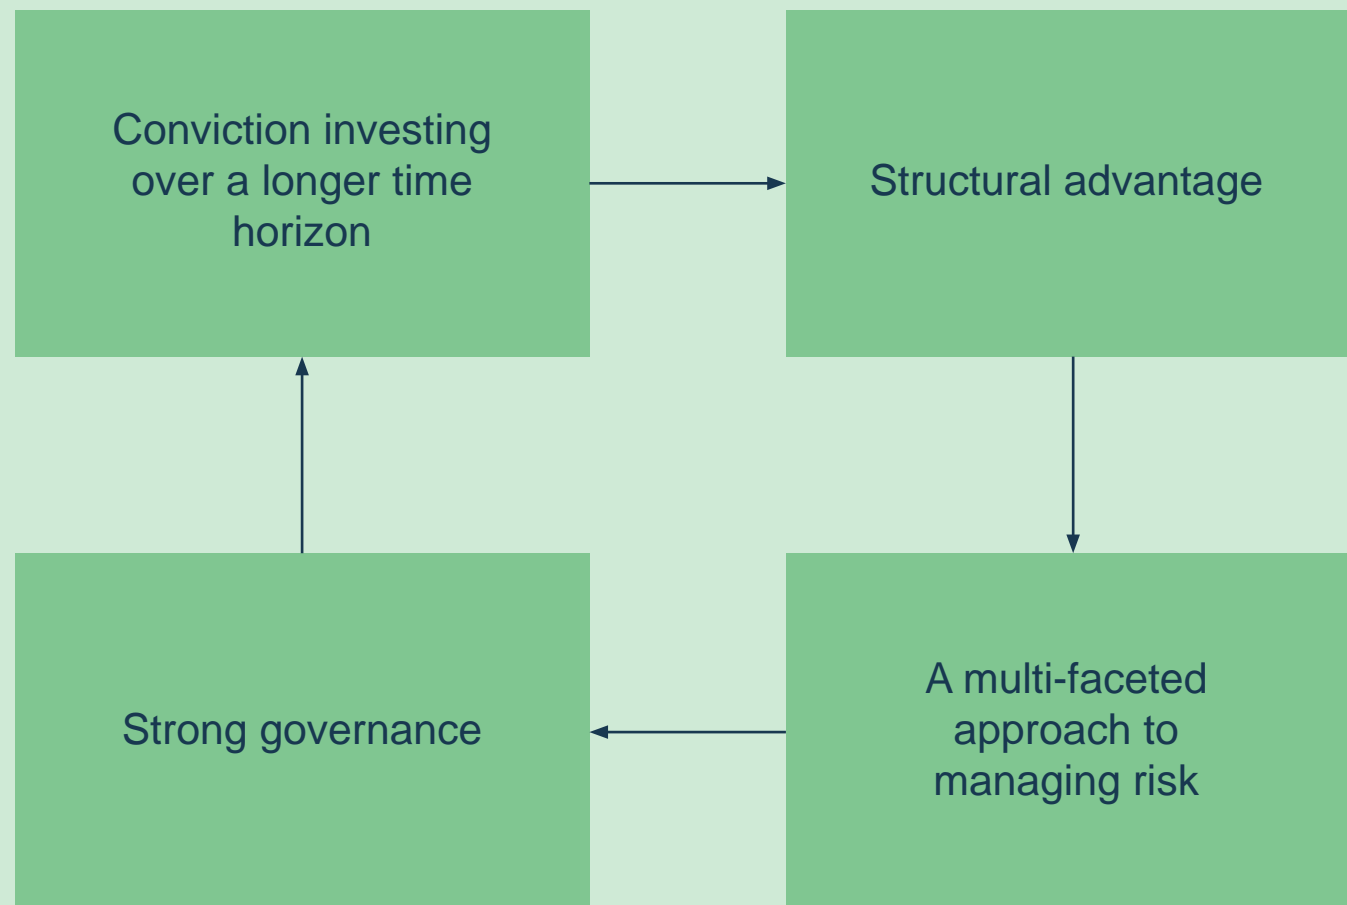 Conviction investing
over a longer time
horizon
Structural advantage
Strong governance
A multi-faceted
approach to
managing risk